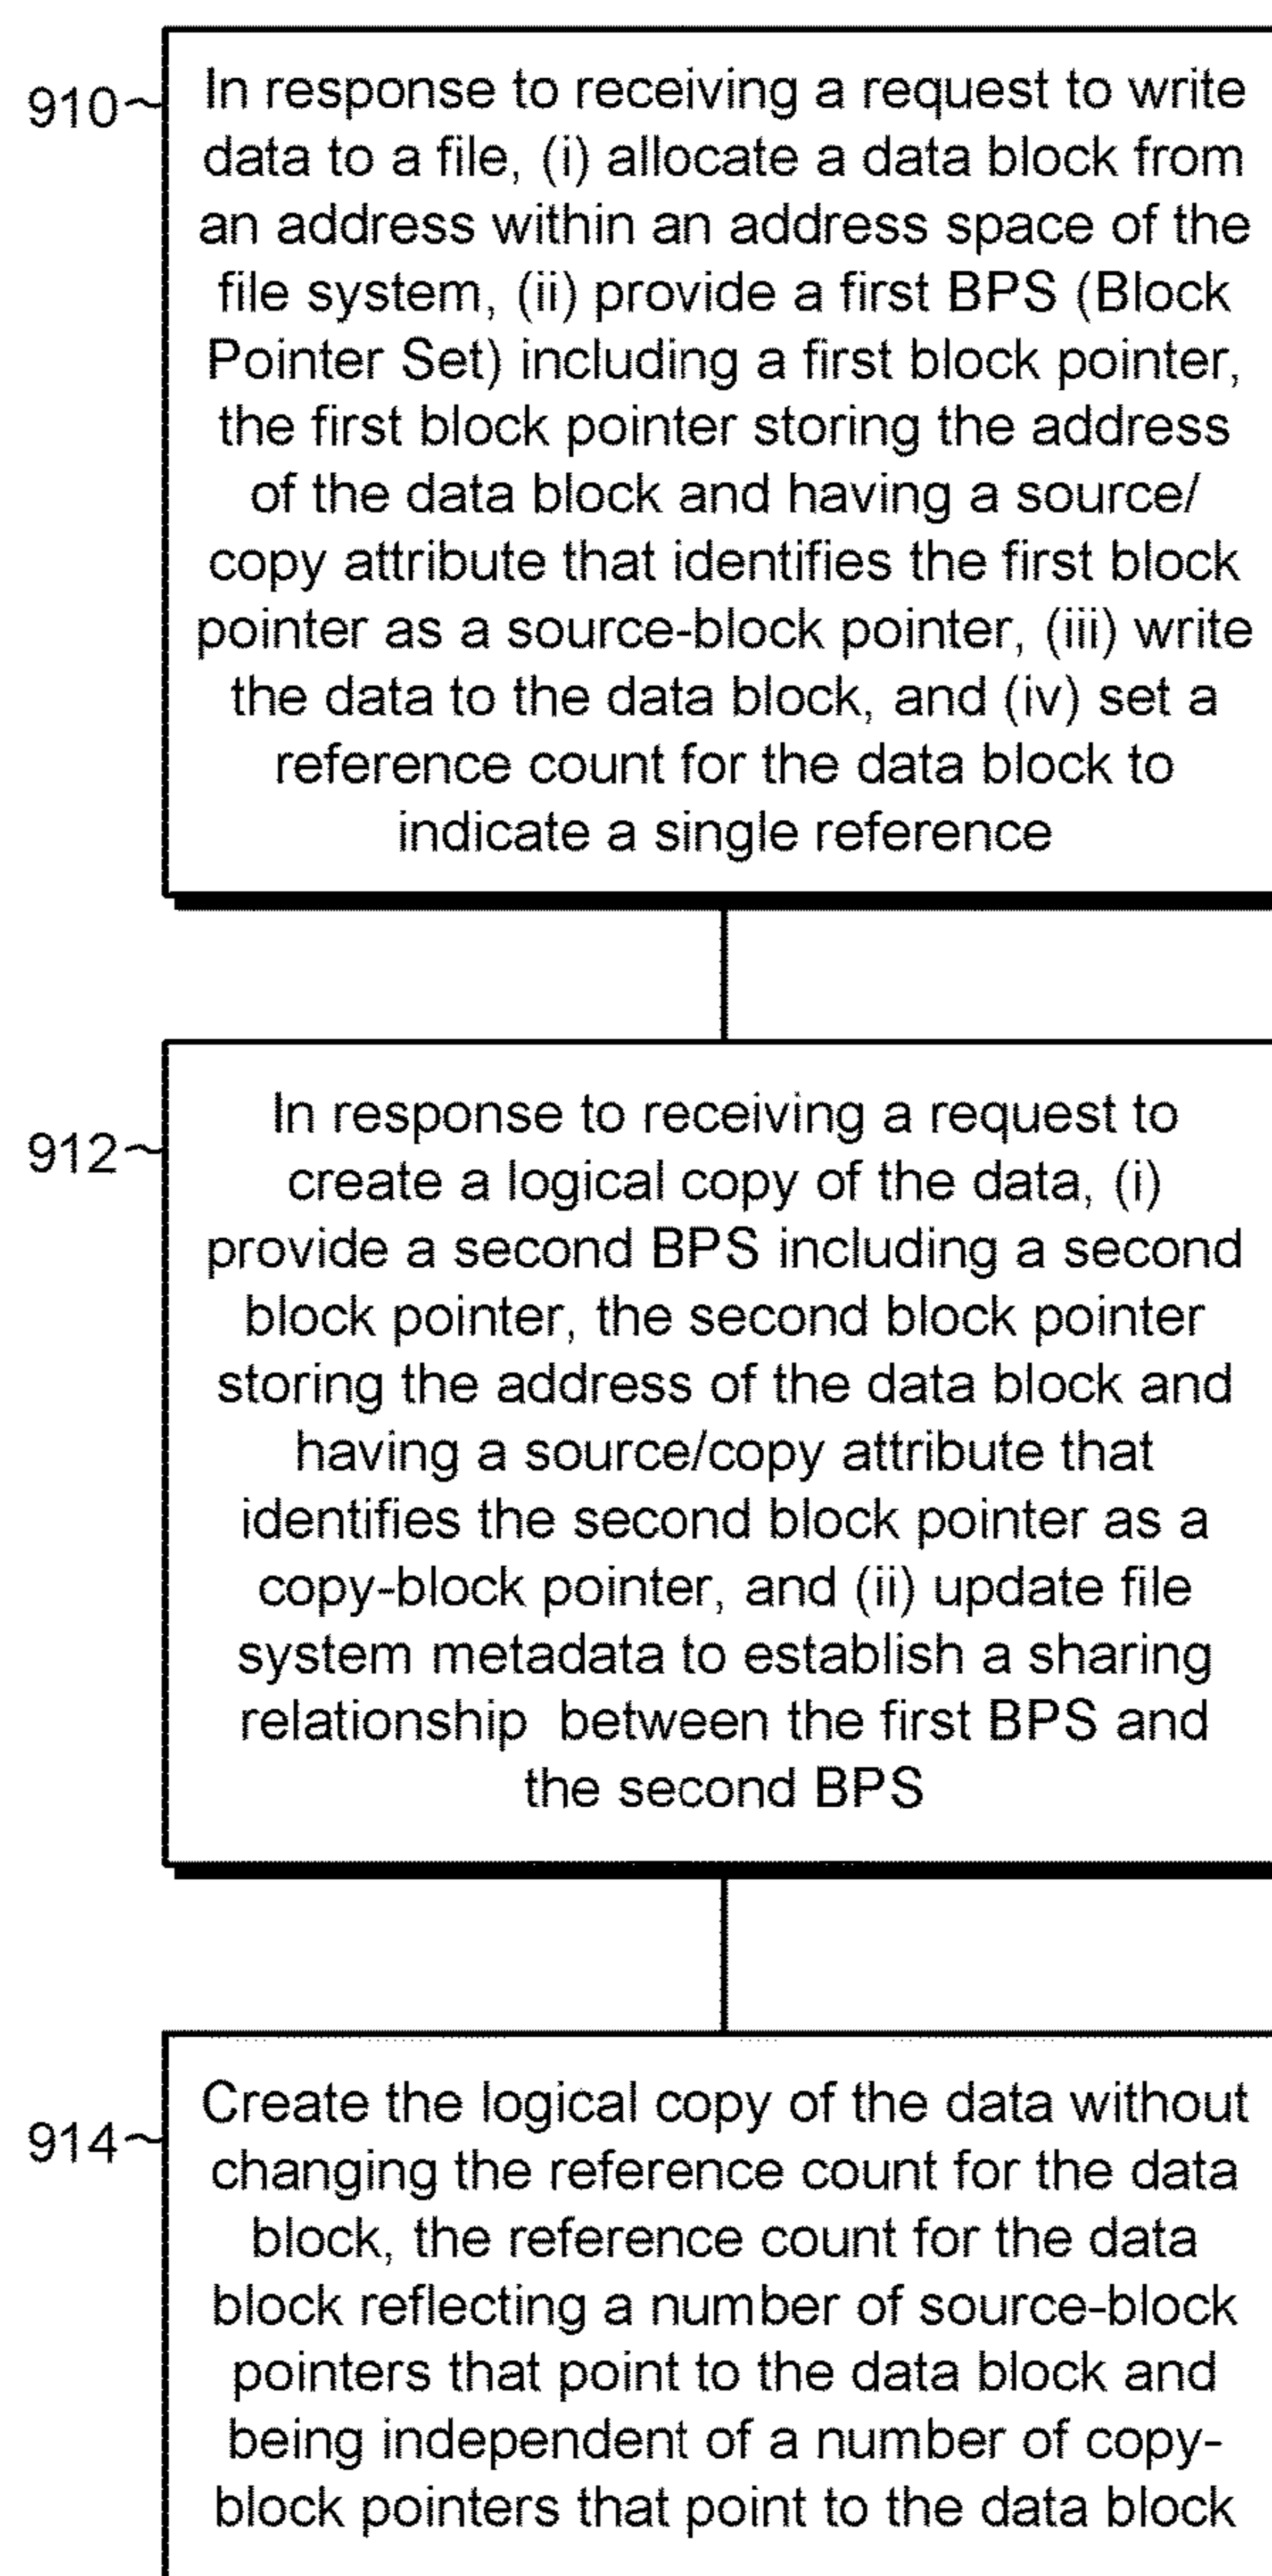 910
In response to receiving a request to write
data to a file, (i) allocate a data block from
an address within an address space of the
file system, (ii) provide a first BPS (Block
Pointer Set) including a first block pointer,
the first block pointer storing the address
of the data block and having a source/
copy attribute that identifies the first block
pointer as a source-block pointer, (iii) write
the data to the data block, and (iv) set a
reference count for the data block to
indicate a single reference
912
In response to receiving a request to
create a logical copy of the data, (i)
provide a second BPS including a second
block pointer, the second block pointer
storing the address of the data block and
having a source/copy attribute that
identifies the second block pointer as a
copy-block pointer, and (ii) update file
system metadata to establish a sharing
relationship between the first BPS and
the second BPS
914
Create the logical copy of the data without
changing the reference count for the data
block, the reference count for the data
block reflecting a number of source-block
pointers that point to the data block and
being independent of a number of copy-
block pointers that point to the data block